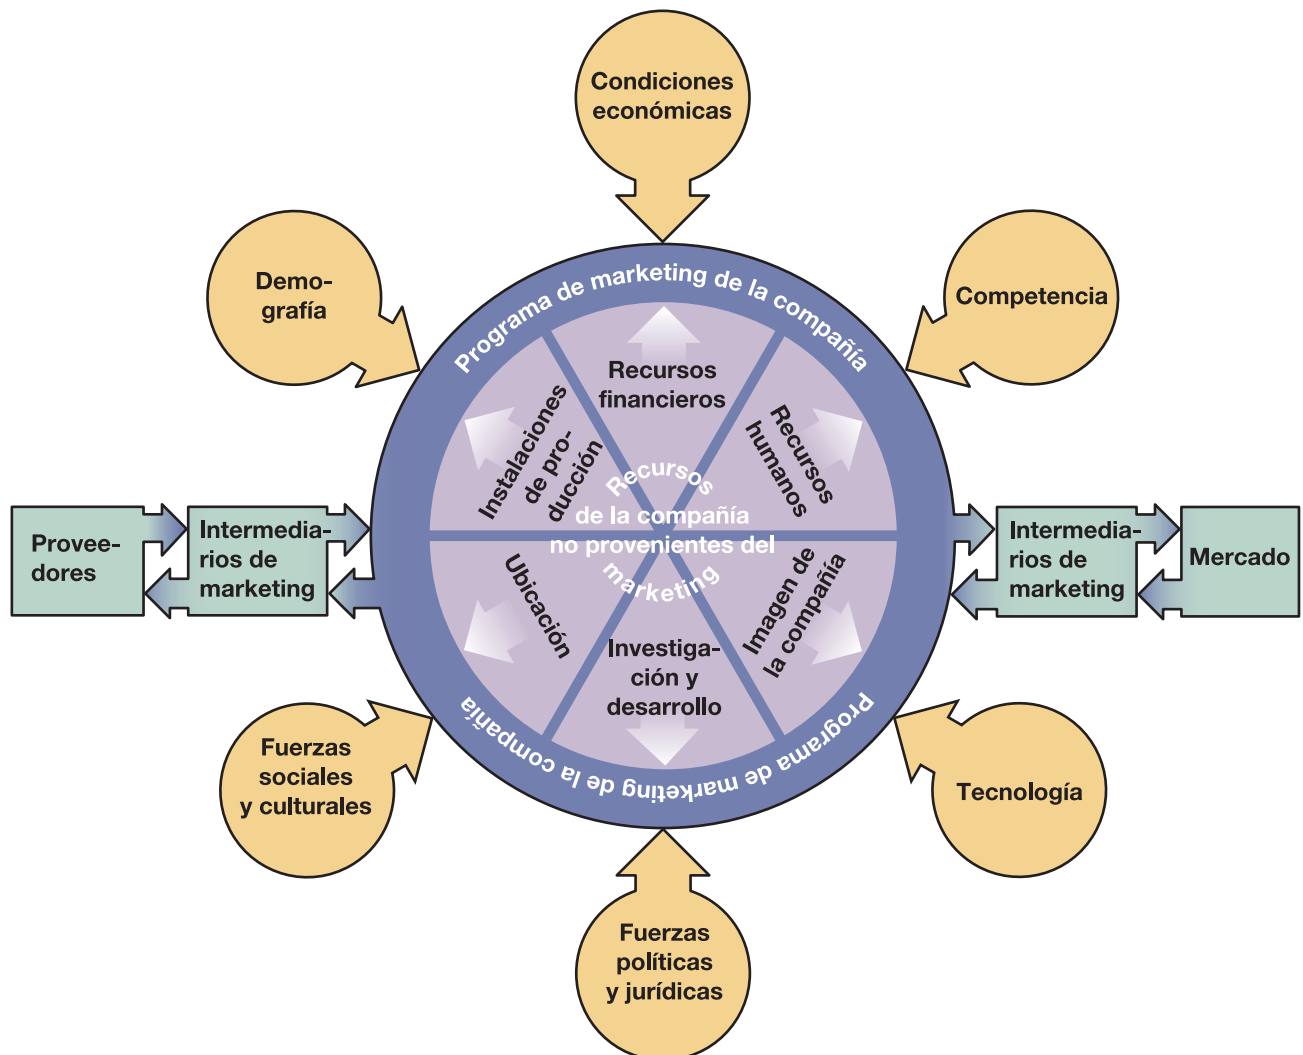 Condiciones
económicas
Demo-
grafía
Competencia
Programa de marketing de la compañía
Recursos
financieros
Instalaciones
de pro-
ducción
Recursos
humanos
Recursos
de la compañía
no provenientes del
marketing
Provee-
dores
Intermedia-
rios de
marketing
Intermedia-
rios de
marketing
Mercado
Ubicación
Imagen de
la compañía
Investiga-
ción y
desarrollo
Programa de marketing de la compañía
Fuerzas
sociales
y culturales
Tecnología
Fuerzas
políticas
y jurídicas